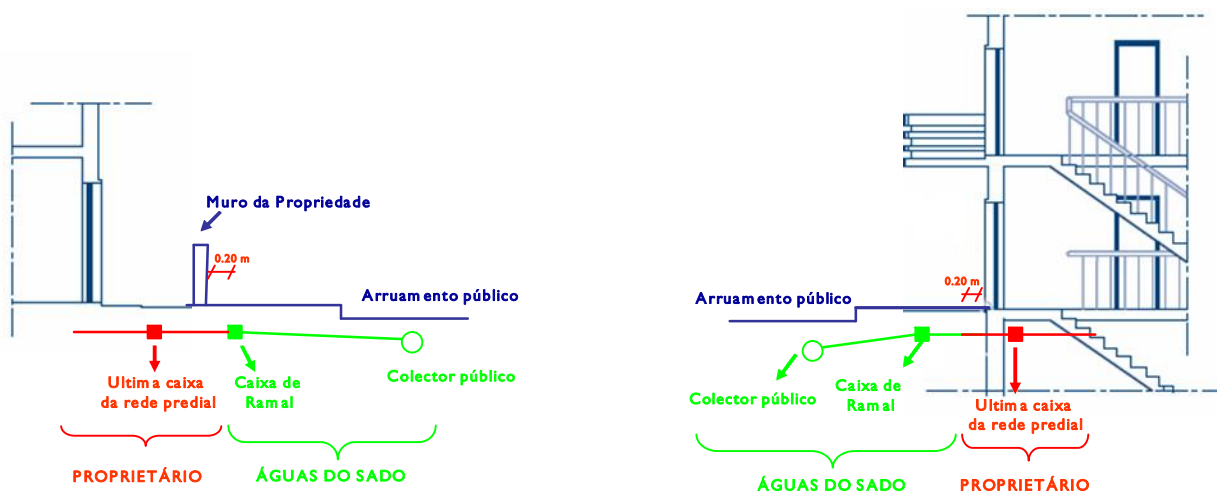 Muro da Propriedade
0.20 m
Arruamento público
Colector público
Ultima caixa
da rede predial
Caixa de
Ramal
PROPRIETÁRIO
ÁGUAS DO SADO
0.20 m
Arruamento público
Colector público
Caixa de
Ramal
Ultima caixa
da rede predial
ÁGUAS DO SADO
PROPRIETÁRIO